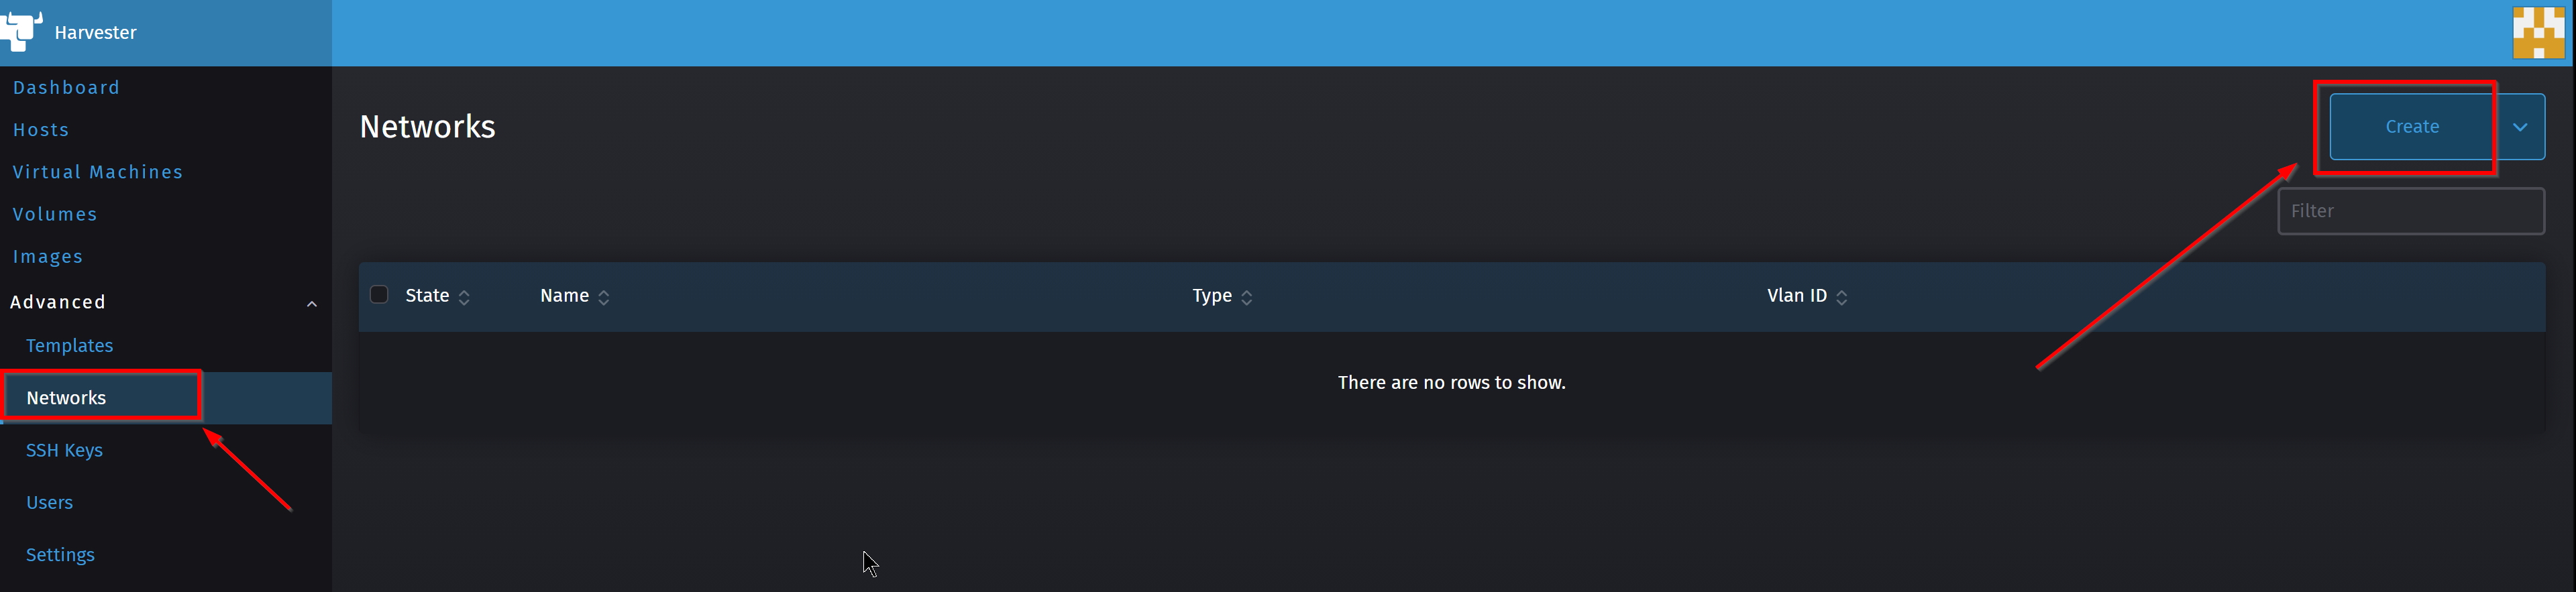 Harvester
Dashboard
Hosts
Virtual Machines
Volumes
Images
Advanced
Templates
Networks
SSH Keys
Users
Settings
Networks
Create
Filter
State Name Type Vlan ID
There are no rows to show.